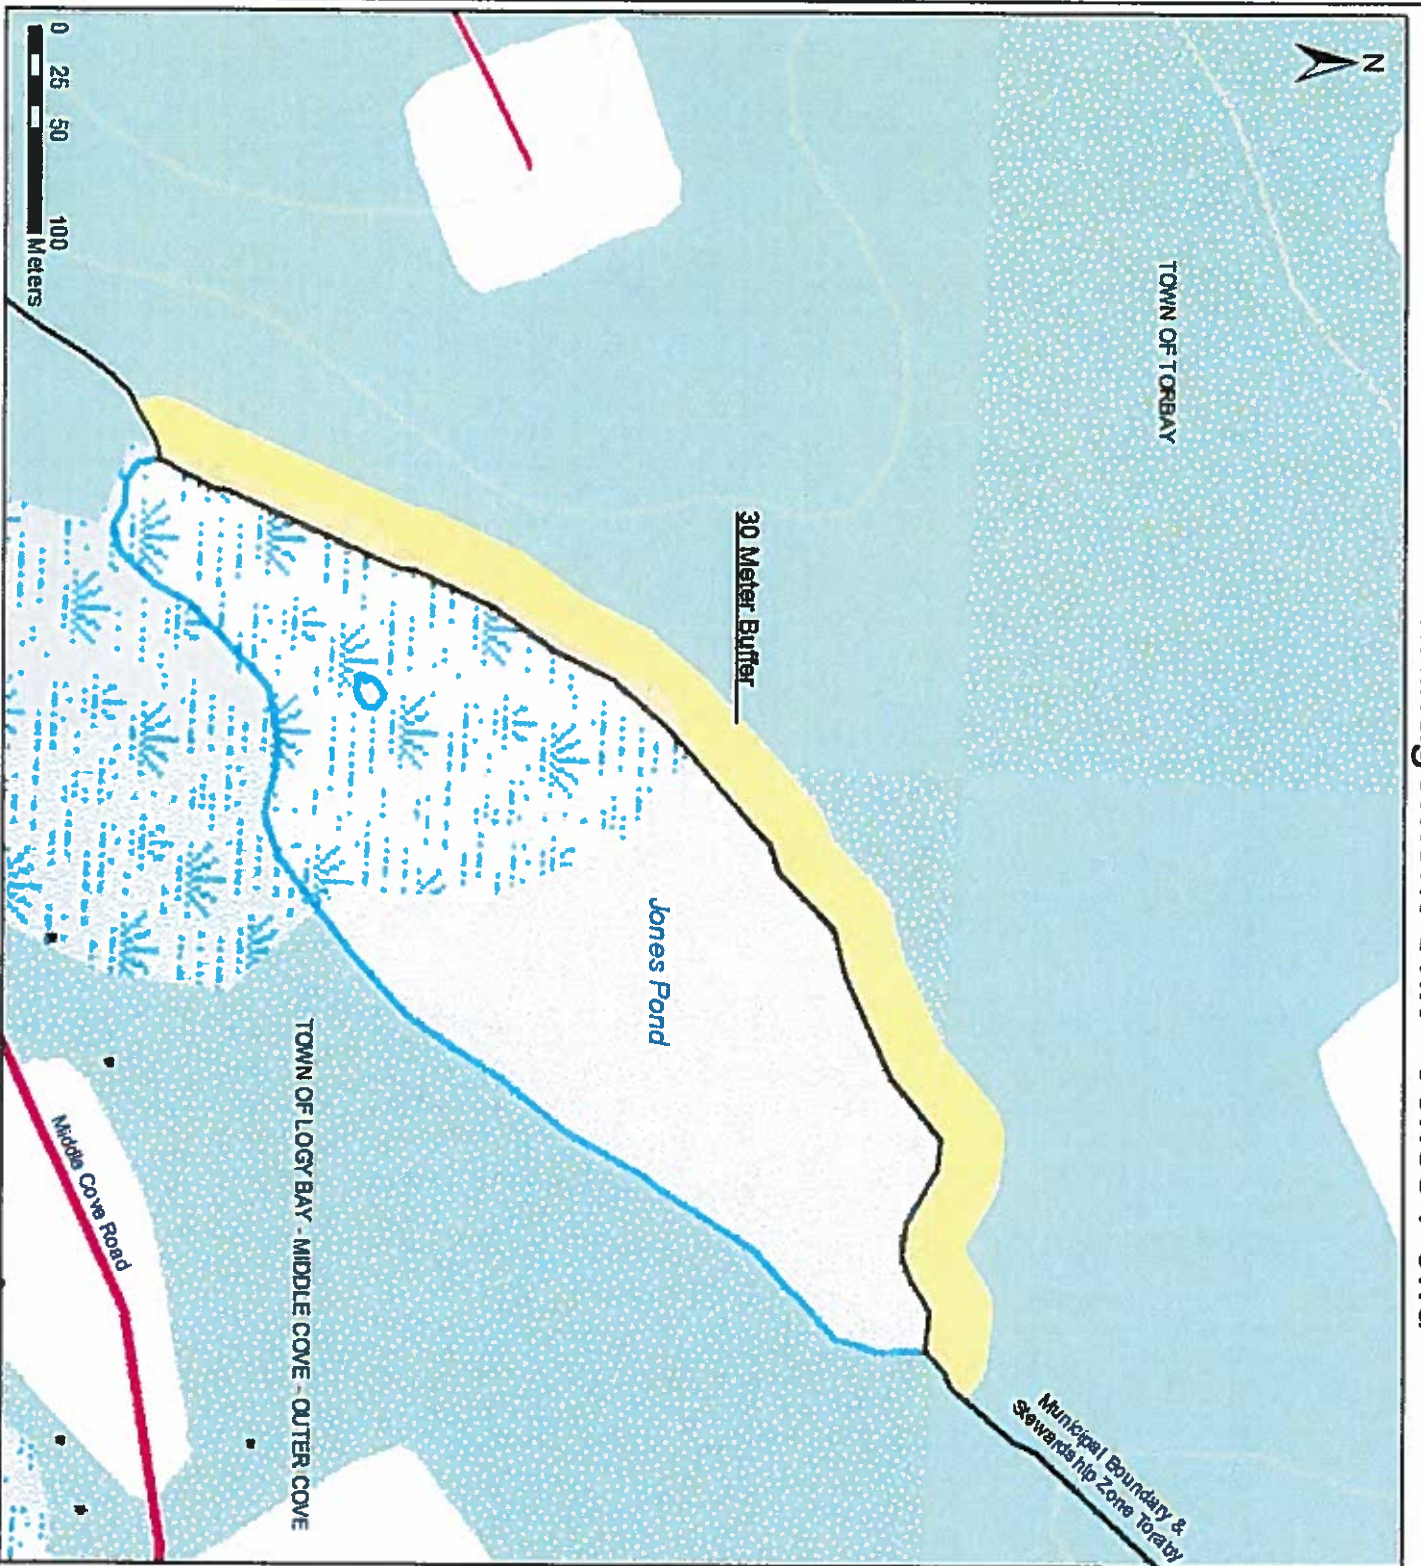 N
TOWN OF TORBAY
30 Meter Buffer
Jones Pond
Municipal Boundary &
Stewardship Zone Toraby
TOWN OF LOGY BAY - MIDDLE COVE - OUTER COVE
Middle Cove Road
0 25 50 100
Meters